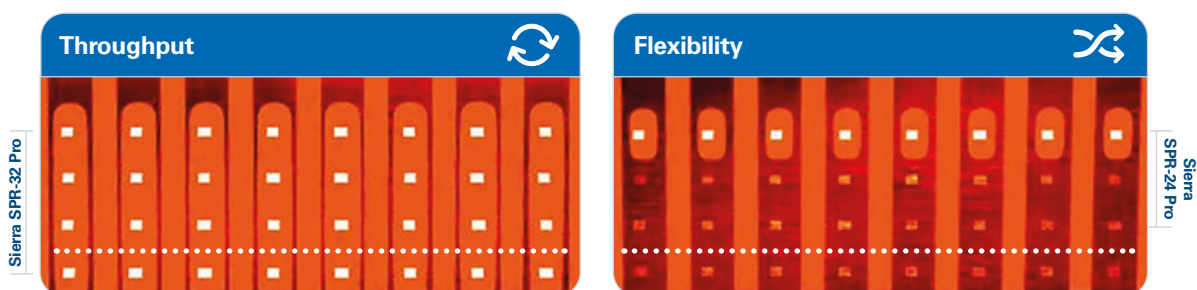 Throughput
Flexibility
Sierra SPR-32 Pro
Sierra
SPR-24 Pro